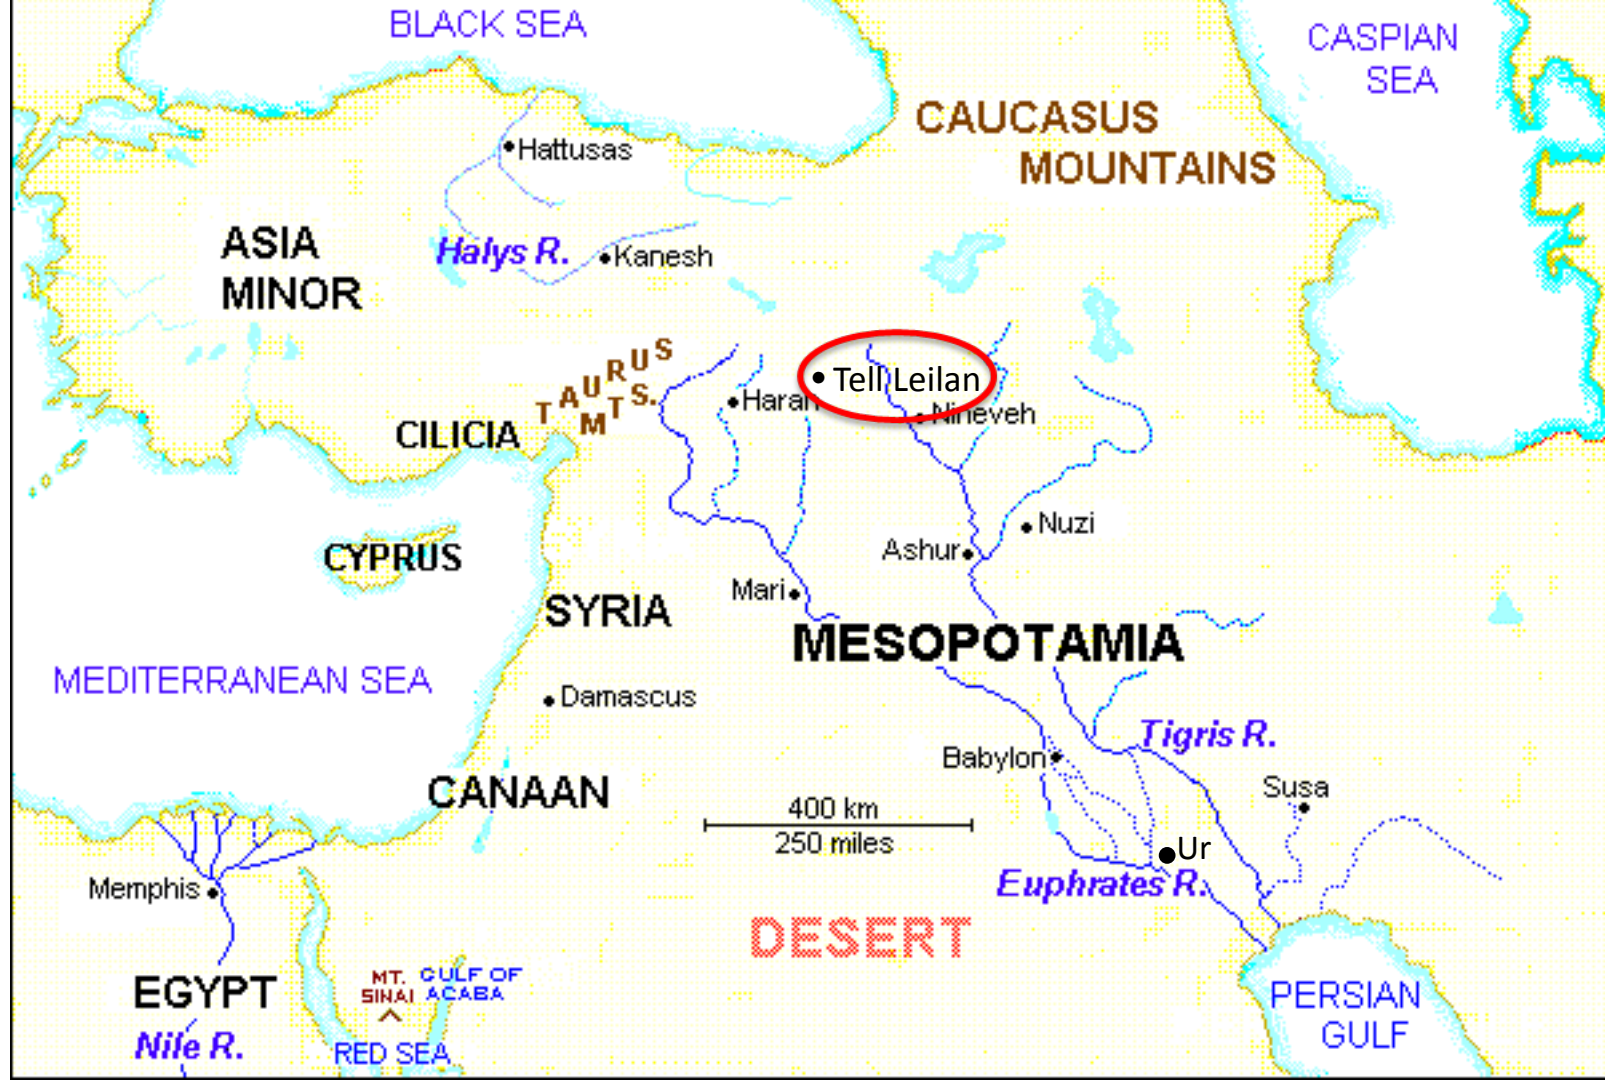 BLACK SEA
CASPIAN
SEA
CAUCASUS
MOUNTAINS
Hattusas
ASIA
MINOR
Halys R.
Kanesh
TAURUS
MTS.
Tell Leilan
Haran
Nineveh
CILICIA
Nuzi
Ashur
CYPRUS
Mari
SYRIA
MESOPOTAMIA
MEDITERRANEAN SEA
Damascus
Tigris R.
Babylon
Susa
CANAAN
400 km
250 miles
Ur
Memphis
Euphrates R.
DESERT
EGYPT
MT.
SINAI
GULF OF
ACABA
PERSIAN
GULF
Nile R.
RED SEA